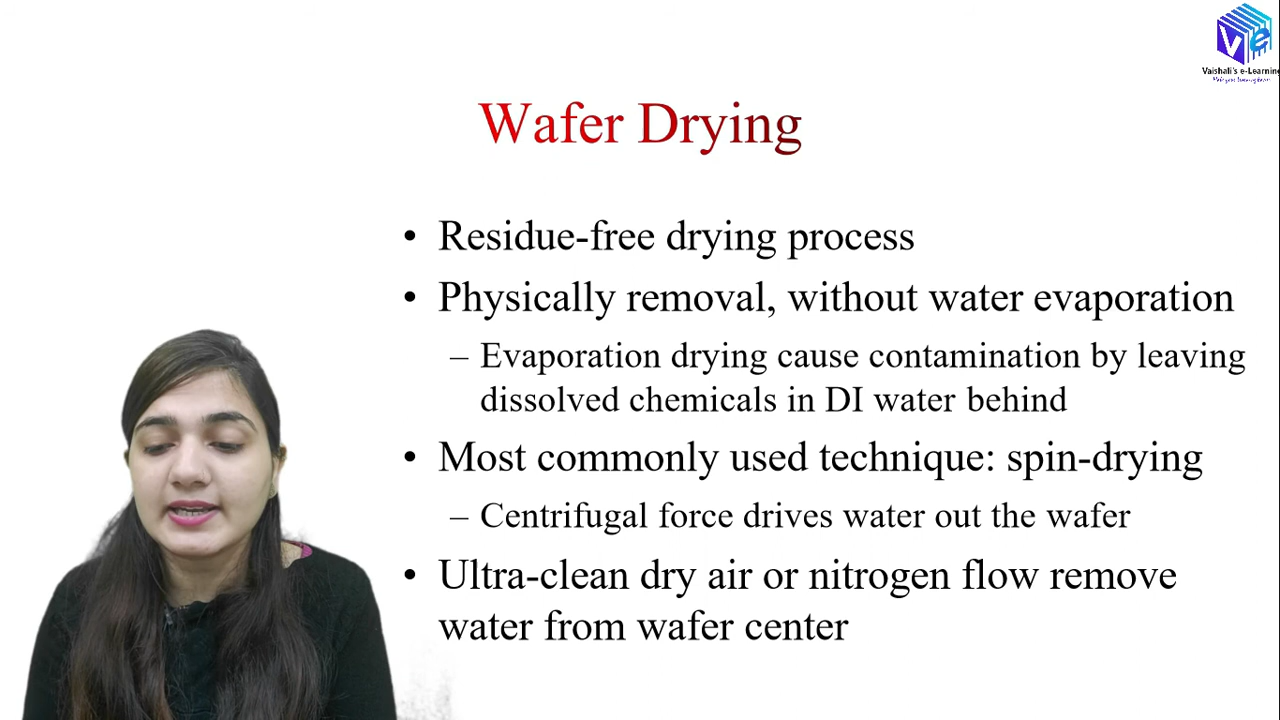 Ve
Vaishali's e-Learning
Wafer Drying
• Residue-free drying process
• Physically removal, without water evaporation
– Evaporation drying cause contamination by leaving
dissolved chemicals in DI water behind
• Most commonly used technique: spin-drying
– Centrifugal force drives water out the wafer
• Ultra-clean dry air or nitrogen flow remove
water from wafer center